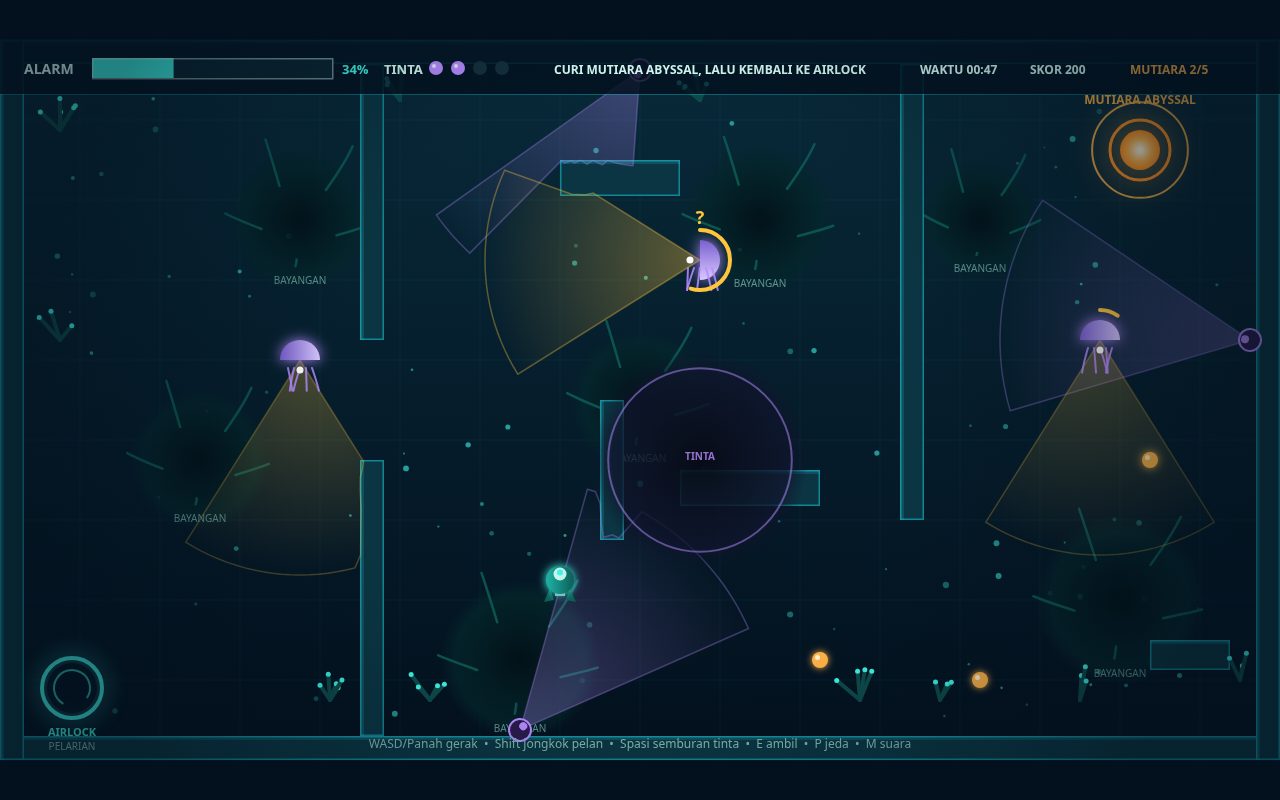 ALARM 34% TINTA CURI MUTIARA ABYSSAL, LALU KEMBALI KE AIRLOCK WAKTU 00:47 SKOR 200 MUTIARA 2/5
MUTIARA ABYSSAL
?
BAYANGAN
BAYANGAN
BAYANGAN
AYANGAN
TINTA
BAYANGAN
BAYANGAN
AIRLOCK
PELARIAN
WASD/Panah gerak • Shift jongkok pelan • Spasi semburan tinta • E ambil • P jeda • M suara